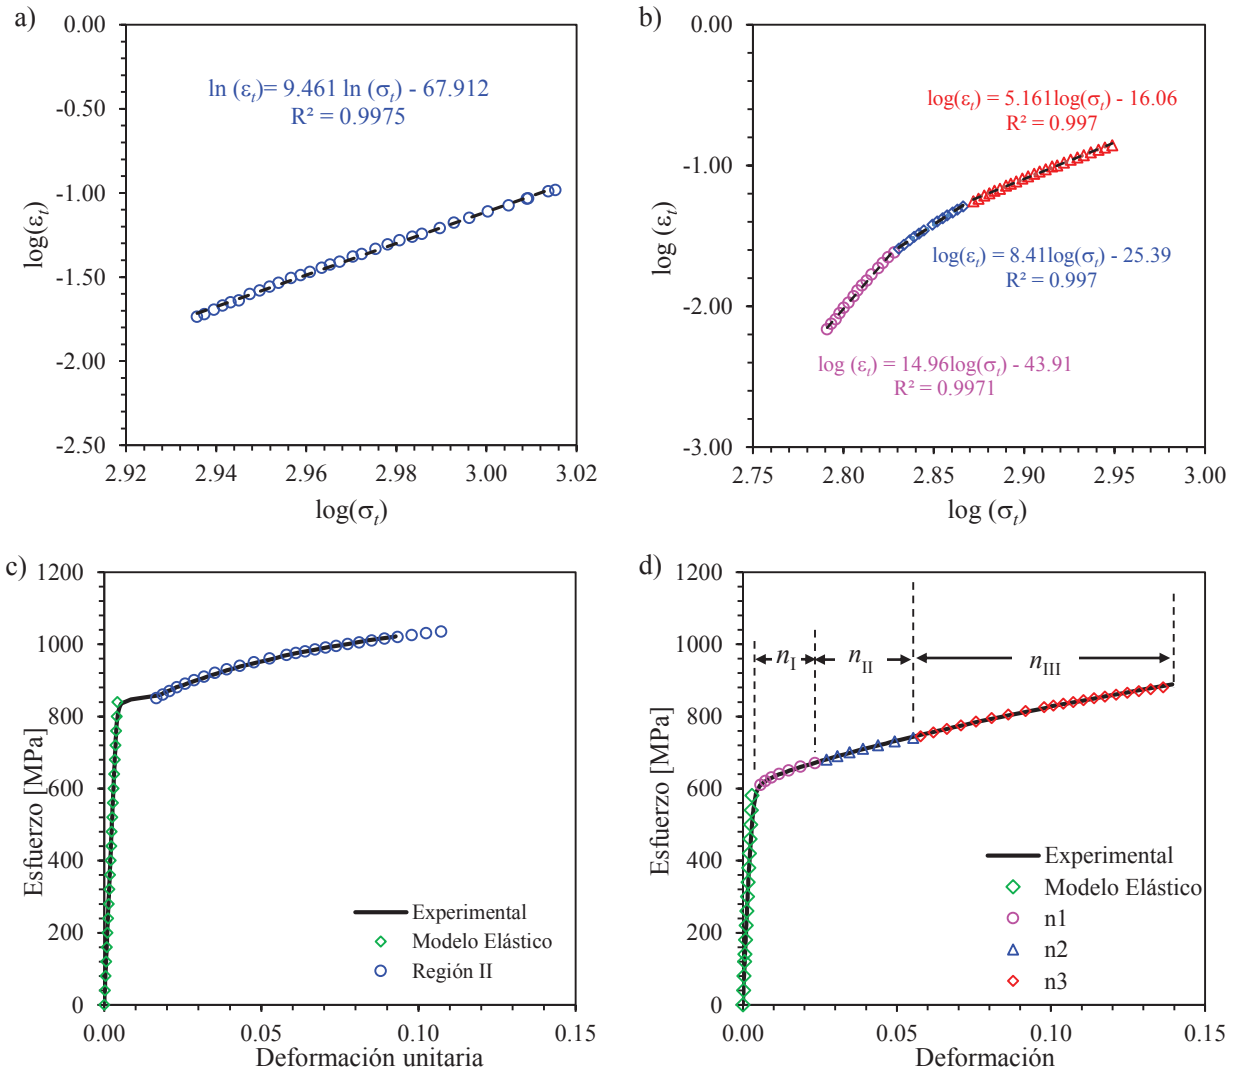 a)
0.00
-0.50
-1.00
-1.50
-2.00
-2.50
log(εt)
ln (εt)= 9.461 ln (σt) - 67.912
R² = 0.9975
2.92
2.94
2.96
2.98
3.00
3.02
log(σt)
b)
0.00
-1.00
-2.00
-3.00
log (εt)
log(εt) = 5.161log(σt) - 16.06
R² = 0.997
log(εt) = 8.41log(σt) - 25.39
R² = 0.997
log (εt) = 14.96log(σt) - 43.91
R² = 0.9971
2.75
2.80
2.85
2.90
2.95
3.00
log (σt)
c)
1200
1000
800
600
400
200
0
Esfuerzo [MPa]
Experimental
Modelo Elástico
Región II
0.00
0.05
0.10
0.15
Deformación unitaria
d)
1200
1000
800
600
400
200
0
Esfuerzo [MPa]
nI
nII
nIII
Experimental
Modelo Elástico
n1
n2
n3
0.00
0.05
0.10
0.15
Deformación